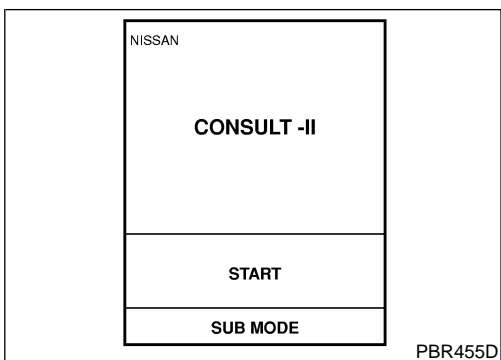 NISSAN
CONSULT -II
START
SUB MODE
PBR455D